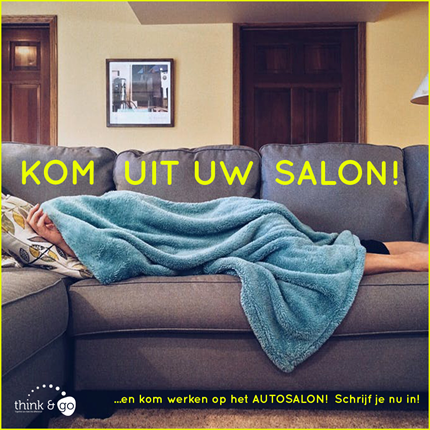 KOM UIT UW SALON!
...en kom werken op het AUTOSALON! Schrijf je nu in!
think & go